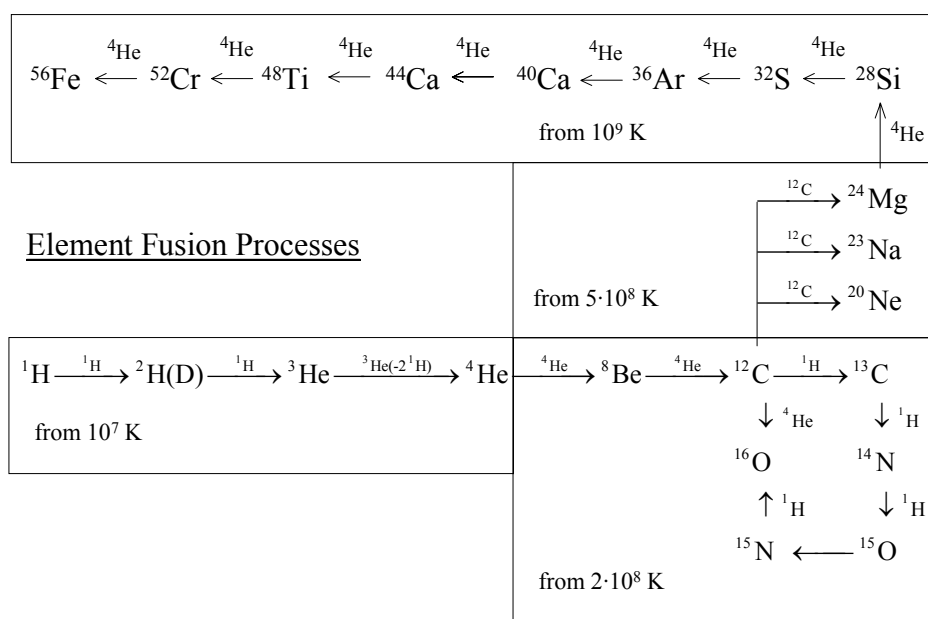 ⁴He ⁴He ⁴He ⁴He ⁴He ⁴He ⁴He
⁵⁶Fe ← ⁵²Cr ← ⁴⁸Ti ← ⁴⁴Ca ← ⁴⁰Ca ← ³⁶Ar ← ³²S ← ²⁸Si
from 10⁹ K
⁴He
¹²C ²⁴Mg
Element Fusion Processes
¹²C ²³Na
from 5·10⁸ K
¹²C ²⁰Ne
¹H ¹H→ ²H(D) ¹H→ ³He ³He(-2¹H)→ ⁴He ⁴He→ ⁸Be ⁴He→ ¹²C ¹H→ ¹³C
from 10⁷ K
↓ ⁴He ↓ ¹H
¹⁶O ¹⁴N
↑ ¹H ↓ ¹H
¹⁵N ← ¹⁵O
from 2·10⁸ K